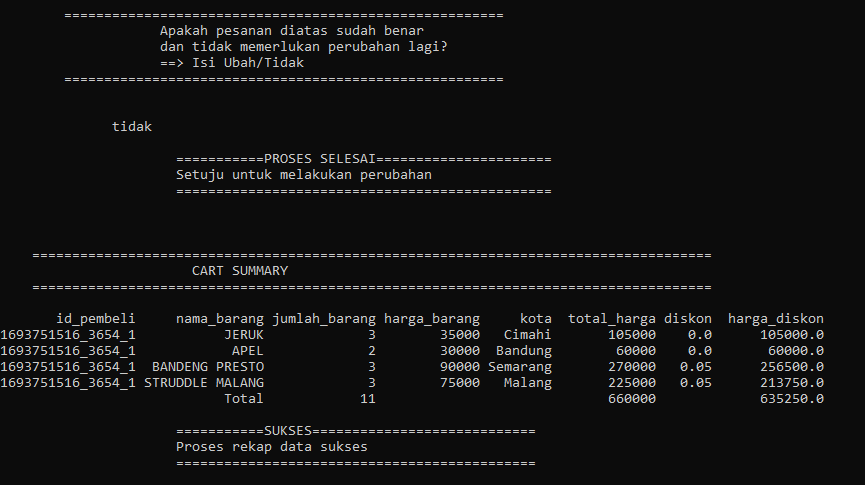 =======================================================
Apakah pesanan diatas sudah benar
dan tidak memerlukan perubahan lagi?
==> Isi Ubah/Tidak
=======================================================
tidak
===========PROSES SELESAI======================
Setuju untuk melakukan perubahan
===============================================
=====================================================================================
CART SUMMARY
=====================================================================================
id_pembeli nama_barang jumlah_barang harga_barang kota total_harga diskon harga_diskon
1693751516_3654_1 JERUK 3 35000 Cimahi 105000 0.0 105000.0
1693751516_3654_1 APEL 2 30000 Bandung 60000 0.0 60000.0
1693751516_3654_1 BANDENG PRESTO 3 90000 Semarang 270000 0.05 256500.0
1693751516_3654_1 STRUDDLE MALANG 3 75000 Malang 225000 0.05 213750.0
Total 11 660000 635250.0
===========SUKSES============================
Proses rekap data sukses
=============================================